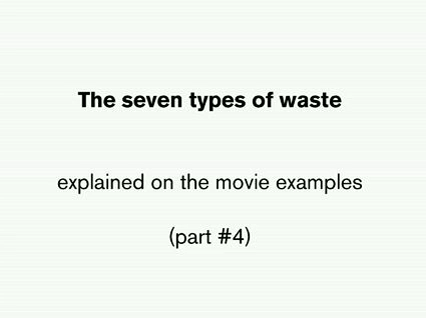 The seven types of waste
explained on the movie examples
(part #4)